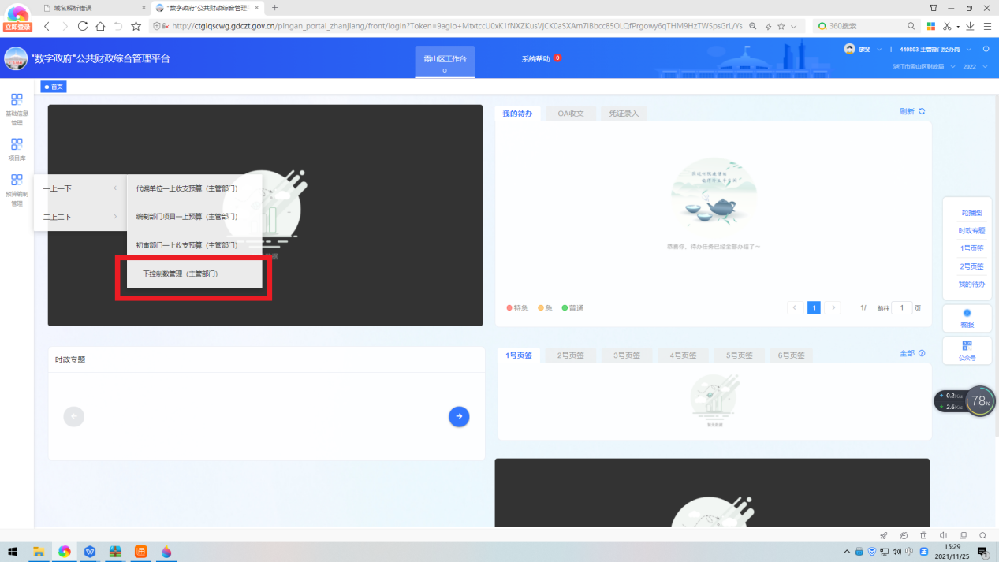 域名解析错误
"数字政府"公共财政综合管理
立即登录
http://ctglqscwg.gdczt.gov.cn/pingan_portal_zhanjiang/front/login?Token=9agio+
360搜索
"数字政府"公共财政综合管理平台
霞山区工作台
系统帮助 0
440803-主管部门经办岗
湛江市霞山区财政局
2022
首页
基础信息
管理
项目库
预算编制
管理
一上一下
二上二下
代编单位一上收支预算（主管部门）
编制部门项目一上预算（主管部门）
初审部门一上收支预算（主管部门）
一下控制数管理（主管部门）
我的待办
OA收文
凭证录入
刷新
恭喜你，待办任务已经全部办结了～
特急
急
普通
1
1/
前往 1 页
轮播图
时政专题
1号页签
2号页签
我的待办
客服
公众号
时政专题
1号页签
2号页签
3号页签
4号页签
5号页签
6号页签
全部
暂无数据
0.2K/s
2.6K/s
78%
15:29
2021/11/25